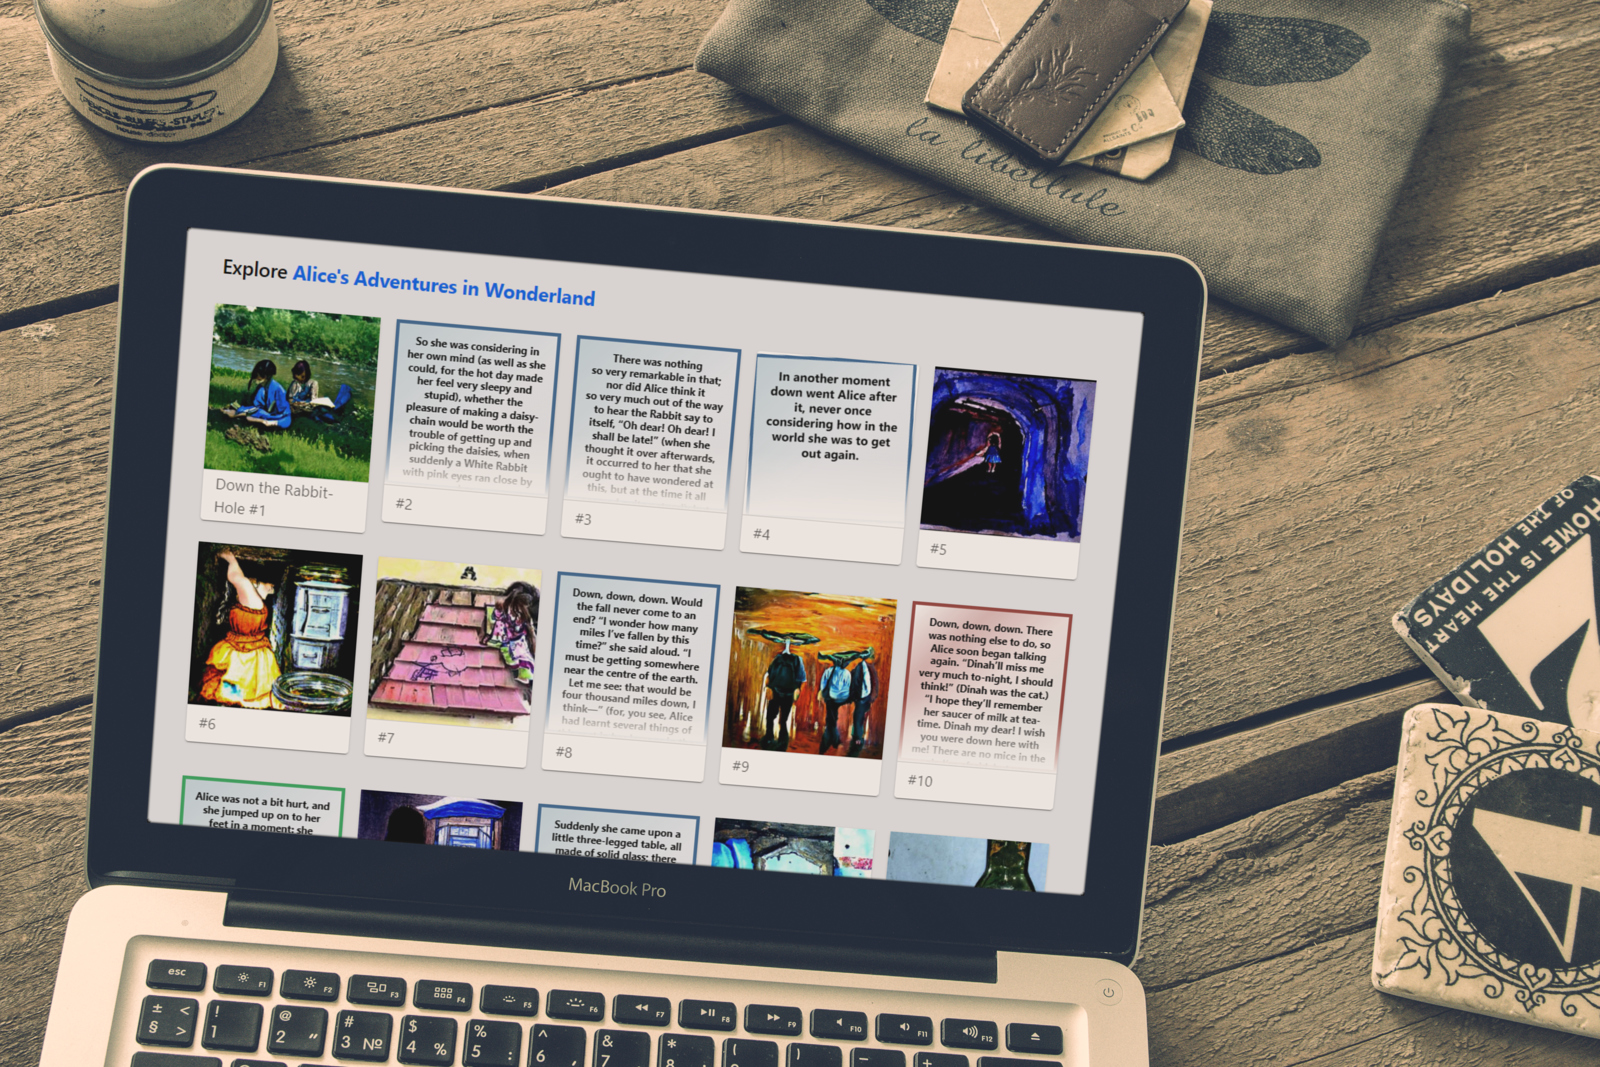 PENCILS-RULERS-STAPLE
la libellule
HOME IS THE HEART
OF THE HOLIDAYS
Explore Alice's Adventures in Wonderland
Down the Rabbit-
Hole #1
So she was considering in
her own mind (as well as she
could, for the hot day made
her feel very sleepy and
stupid), whether the
pleasure of making a daisy-
chain would be worth the
trouble of getting up and
picking the daisies, when
suddenly a White Rabbit
with pink eyes ran close by
#2
There was nothing
so very remarkable in that;
nor did Alice think it
so very much out of the way
to hear the Rabbit say to
itself, “Oh dear! Oh dear! I
shall be late!” (when she
thought it over afterwards,
it occurred to her that she
ought to have wondered at
this, but at the time it all
#3
In another moment
down went Alice after
it, never once
considering how in the
world she was to get
out again.
#4
#5
#6
#7
Down, down, down. Would
the fall never come to an
end? “I wonder how many
miles I’ve fallen by this
time?” she said aloud. “I
must be getting somewhere
near the centre of the earth.
Let me see: that would be
four thousand miles down, I
think—” (for, you see, Alice
had learnt several things of
#8
#9
Down, down, down. There
was nothing else to do, so
Alice soon began talking
again. “Dinah’ll miss me
very much to-night, I should
think!” (Dinah was the cat.)
“I hope they’ll remember
her saucer of milk at tea-
time. Dinah my dear! I wish
you were down here with
me! There are no mice in the
#10
Alice was not a bit hurt, and
she jumped up on to her
feet in a moment: she
Suddenly she came upon a
little three-legged table, all
made of solid glass: there
MacBook Pro
esc F1 F2 F3 F4 F5 F6 F7 F8 F9 F10 F11 F12
± < § > ! 1 @ 2 “ # 3 № $ 4 % % 5 : ^ 6 , & 7 * 8 ( ) — +